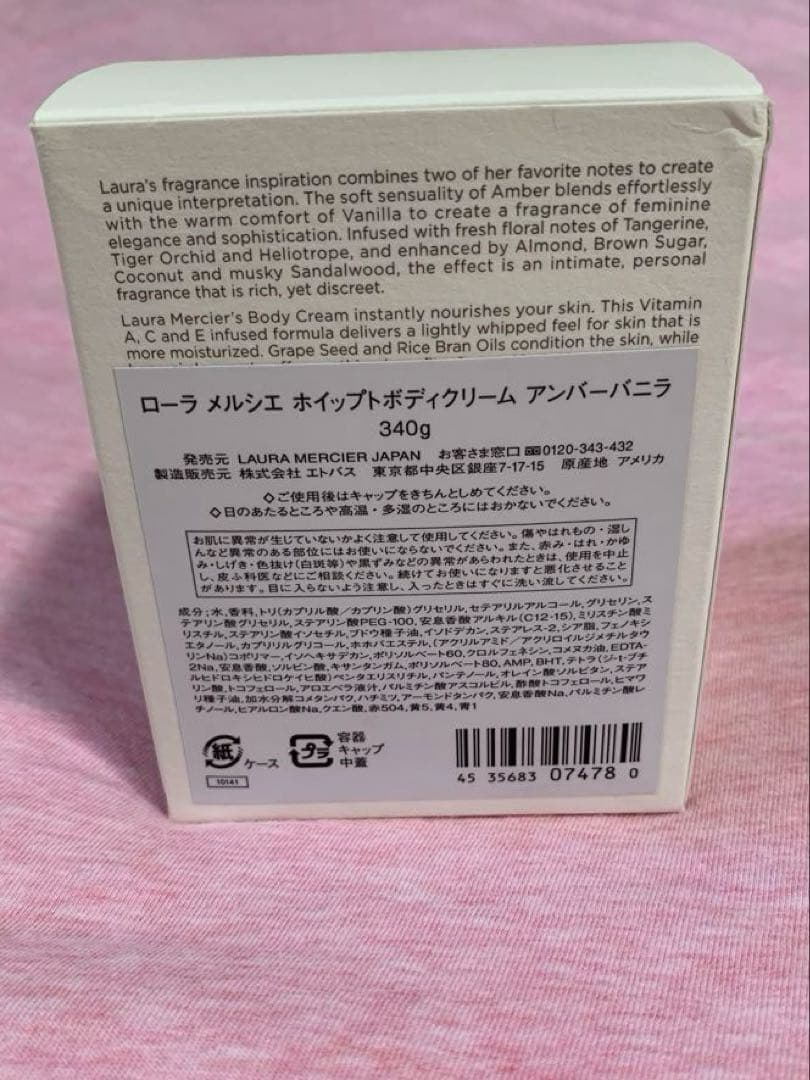 Laura's fragrance inspiration combines two of her favorite notes to create
a unique interpretation. The soft sensuality of Amber blends effortlessly
with the warm comfort of Vanilla to create a fragrance of feminine
elegance and sophistication. Infused with fresh floral notes of Tangerine,
Tiger Orchid and Heliotrope, and enhanced by Almond, Brown Sugar,
Coconut and musky Sandalwood, the effect is an intimate, personal
fragrance that is rich, yet discreet.
Laura Mercier's Body Cream instantly nourishes your skin. This Vitamin
A, C and E infused formula delivers a lightly whipped feel for skin that is
more moisturized. Grape Seed and Rice Bran Oils condition the skin, while
ローラ メルシエ ホイップトボディクリーム アンバーバニラ
340g
発売元 LAURA MERCIER JAPAN お客さま窓口 0120-343-432
製造販売元 株式会社 エトバス 東京都中央区銀座7-17-15 原産地 アメリカ
◇ご使用後はキャップをきちんとしめてください。
◇日のあたるところや高温・多湿のところにはおかないでください。
お肌に異常が生じていないかよく注意して使用してください。傷やはれもの・湿し
んなど異常のある部位にはお使いにならないでください。また、赤み・はれ・かゆ
み・しげき・色抜け(白斑等)や黒ずみなどの異常があらわれたときは、使用を中止
し、皮ふ科医などにご相談ください。続けてお使いになりますと悪化させること
があります。目に入らないよう注意し、入ったときはすぐに洗い流してください。
成分;水,香料,トリ(カプリル酸/カプリン酸)グリセリル,セテアリルアルコール,グリセリン,ス
テアリン酸グリセリル,ステアリン酸PEG-100,安息香酸アルキル(C12-15),ミリスチン酸ミ
リスチル,ステアリン酸イソセチル,ブドウ種子油,イソドデカン,ステアレス-2,シア脂,フェノキシ
エタノール,カプリリルグリコール,ホホバエステル,(アクリルアミド/アクリロイルジメチルタウ
リンNa)コポリマー,イソヘキサデカン,ポリソルベート60,クロルフェネシン,コメヌカ油,EDTA-
2Na,安息香酸,ソルビン酸,キサンタンガム,ポリソルベート80,AMP,BHT,テトラ(ジ-t-ブチ
ルヒドロキシヒドロケイヒ酸)ペンタエリスリチル,パンテノール,オレイン酸ソルビタン,ステア
リン酸,トコフェロール,アロエベラ液汁,パルミチン酸アスコルビル,酢酸トコフェロール,ヒマワ
リ種子油,加水分解コメタンパク,ハチミツ,アーモンドタンパク,安息香酸Na,パルミチン酸レ
チノール,ヒアルロン酸Na,クエン酸,赤504,黄5,黄4,青1
紙 ケース
プラ 容器
キャップ
中蓋
10141
45 35683 07478 0